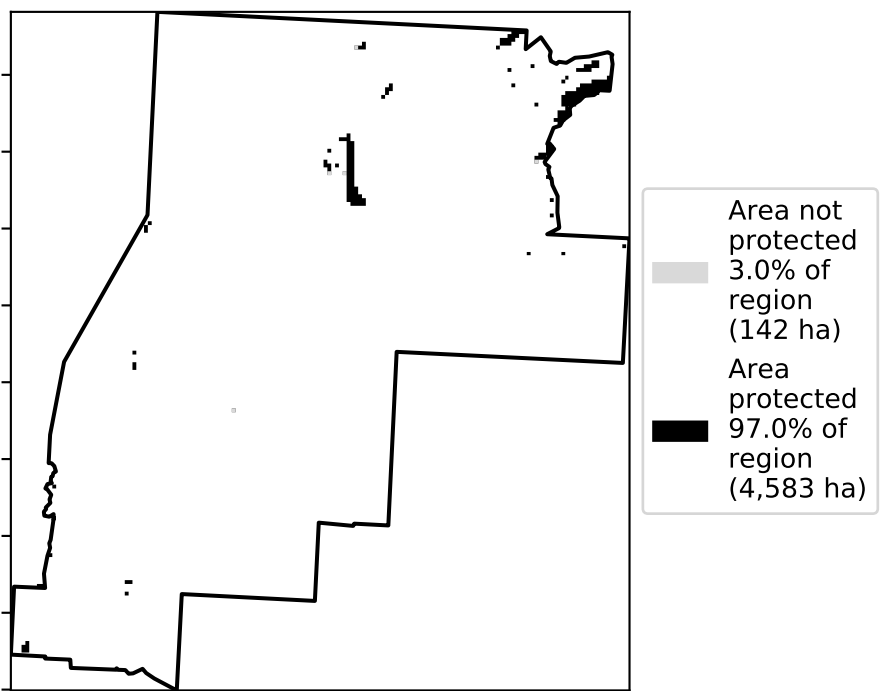 Area not
protected
3.0% of
region
(142 ha)
Area
protected
97.0% of
region
(4,583 ha)